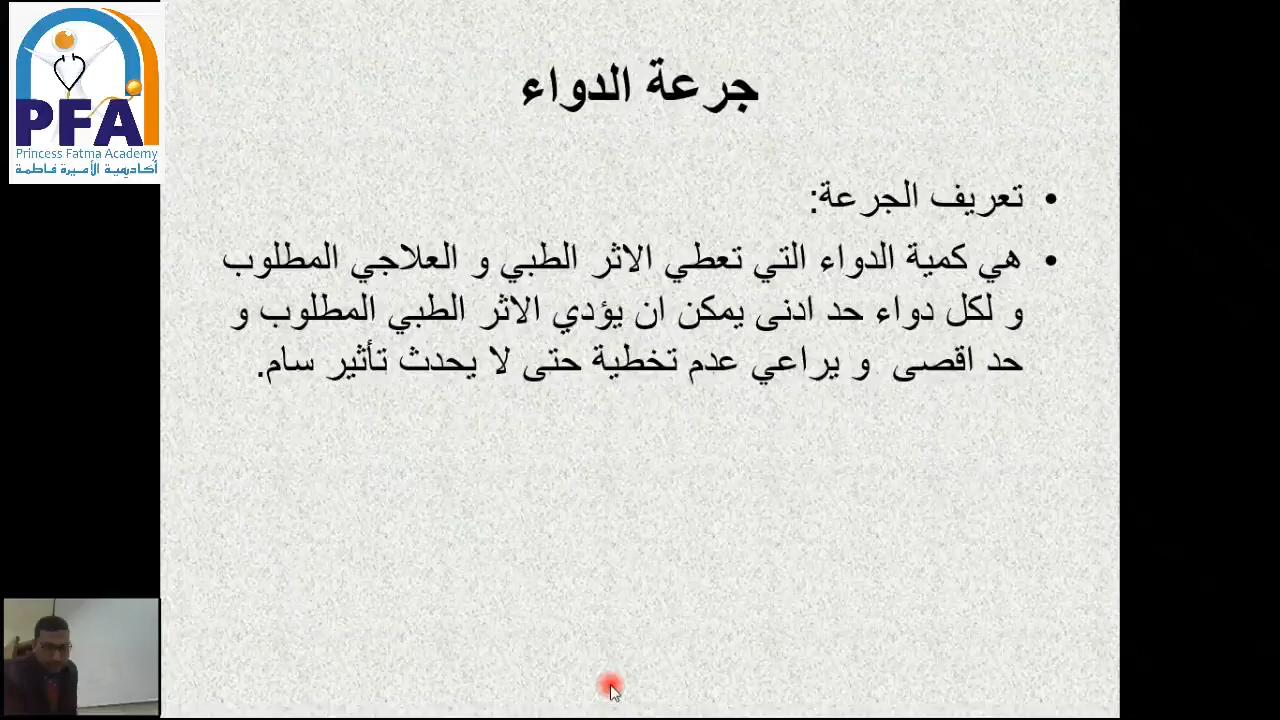 PFA
Princess Fatma Academy
أكاديمية الأميرة فاطمة
جرعة الدواء
• تعريف الجرعة:
• هي كمية الدواء التي تعطي الاثر الطبي و العلاجي المطلوب
و لكل دواء حد ادنى يمكن ان يؤدي الاثر الطبي المطلوب و
حد اقصى و يراعي عدم تخطية حتى لا يحدث تأثير سام.